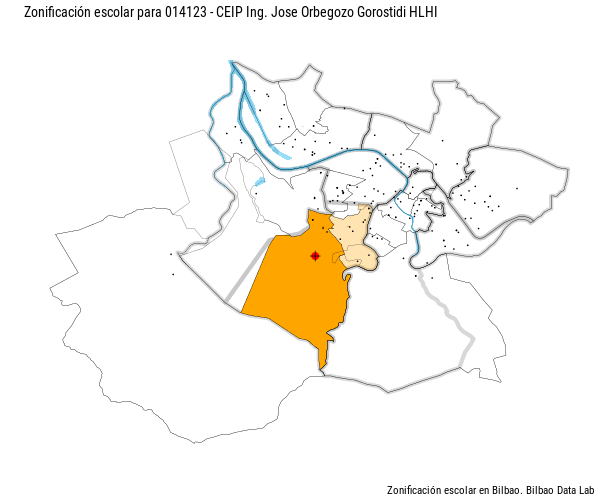 Zonificación escolar para 014123 - CEIP Ing. Jose Orbegozo Gorostidi HLHI
Zonificación escolar en Bilbao. Bilbao Data Lab